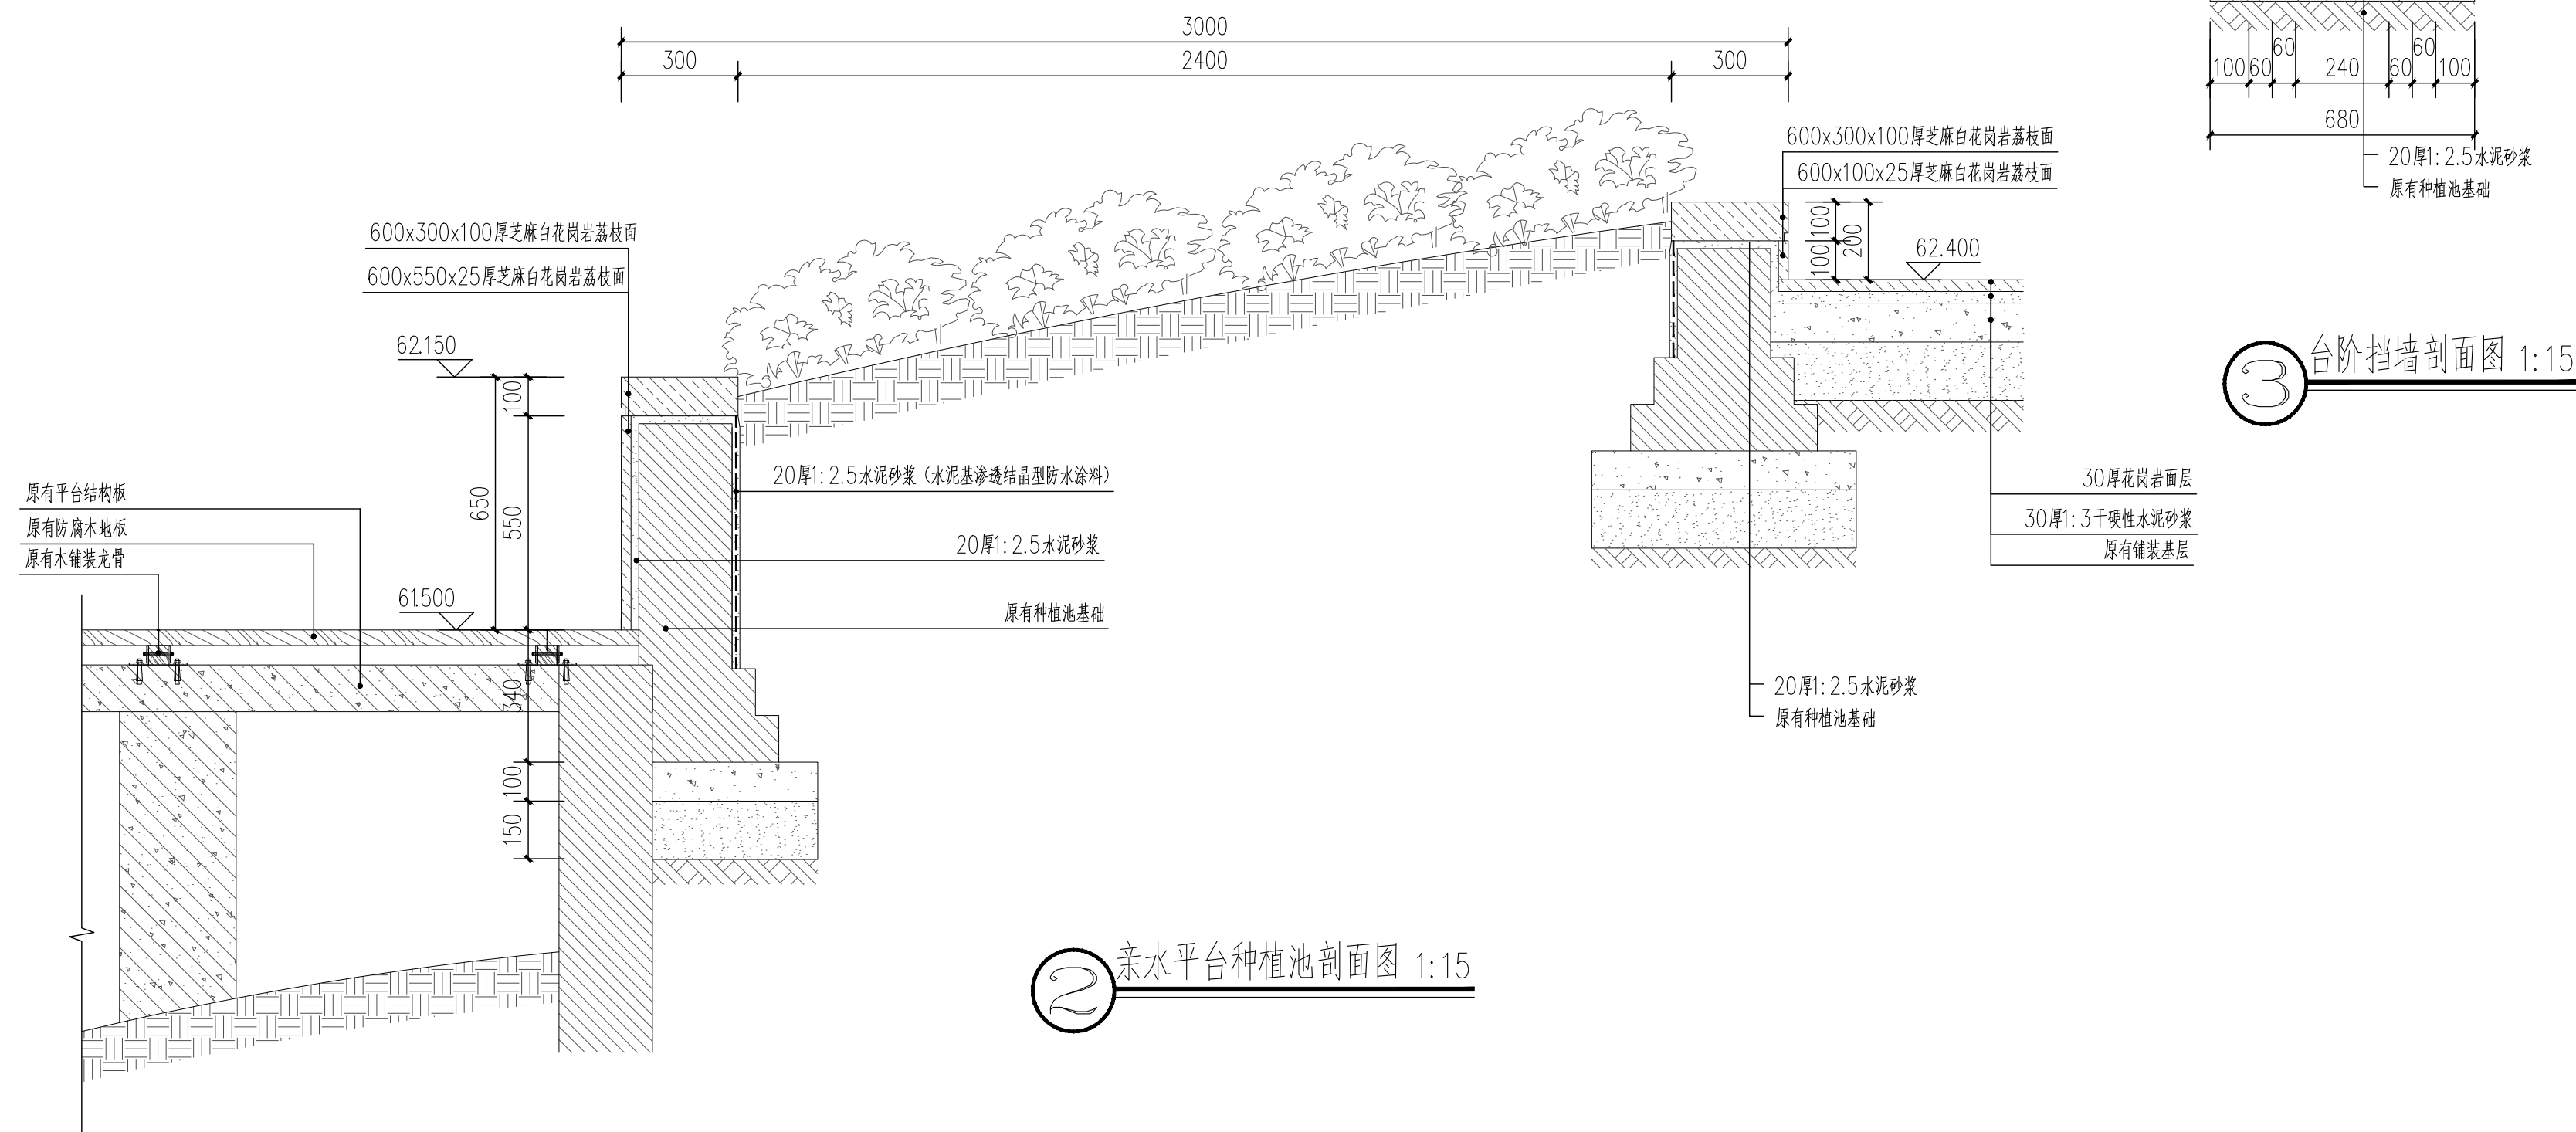 3000
300
2400
300
60
60
100
60
240
60
100
680
20厚1:2.5水泥砂浆
原有种植池基础
600x300x100厚芝麻白花岗岩荔枝面
600x100x25厚芝麻白花岗岩荔枝面
100
100
200
62.400
600x300x100厚芝麻白花岗岩荔枝面
600x550x25厚芝麻白花岗岩荔枝面
62.150
100
650
550
台阶挡墙剖面图 1:15
3
20厚1:2.5水泥砂浆（水泥基渗透结晶型防水涂料）
20厚1:2.5水泥砂浆
原有种植池基础
30厚花岗岩面层
30厚1:3干硬性水泥砂浆
原有铺装基层
原有平台结构板
原有防腐木地板
原有木铺装龙骨
61.500
340
100
150
20厚1:2.5水泥砂浆
原有种植池基础
2
亲水平台种植池剖面图 1:15